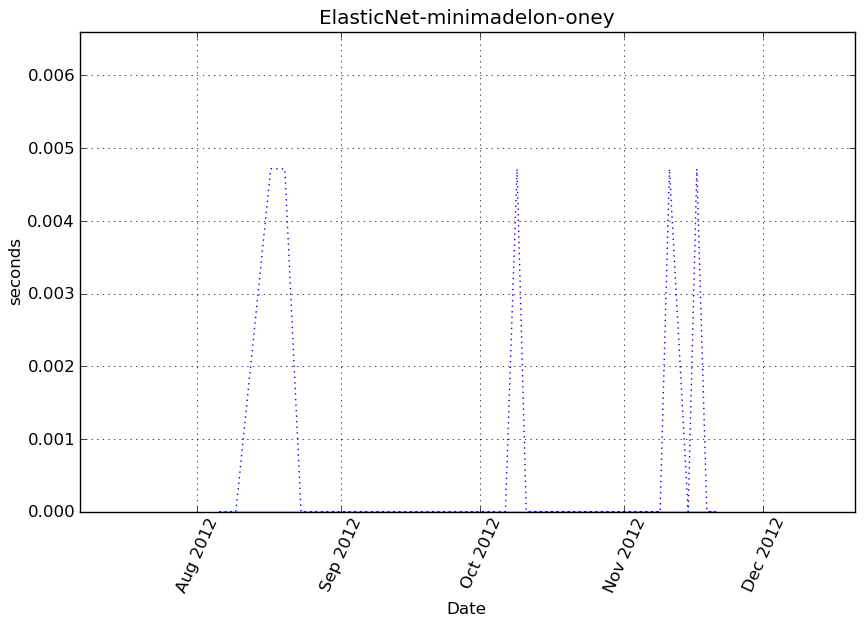 ElasticNet-minimadelon-oney
0.006
0.005
0.004
0.003
0.002
0.001
0.000
seconds
Aug 2012
Sep 2012
Oct 2012
Nov 2012
Dec 2012
Date